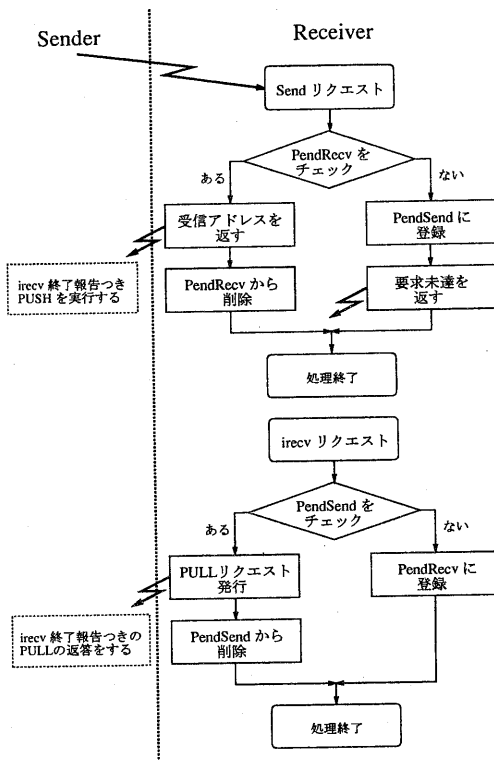 Sender
Receiver
Send リクエスト
PendRecv を
チェック
ある
ない
受信アドレスを
返す
PendSend に
登録
irecv 終了報告つき
PUSH を実行する
PendRecv から
削除
要求未達を
返す
処理終了
irecv リクエスト
PendSend を
チェック
ある
ない
PULLリクエスト
発行
PendRecv に
登録
irecv 終了報告つきの
PULLの返答をする
PendSend から
削除
処理終了